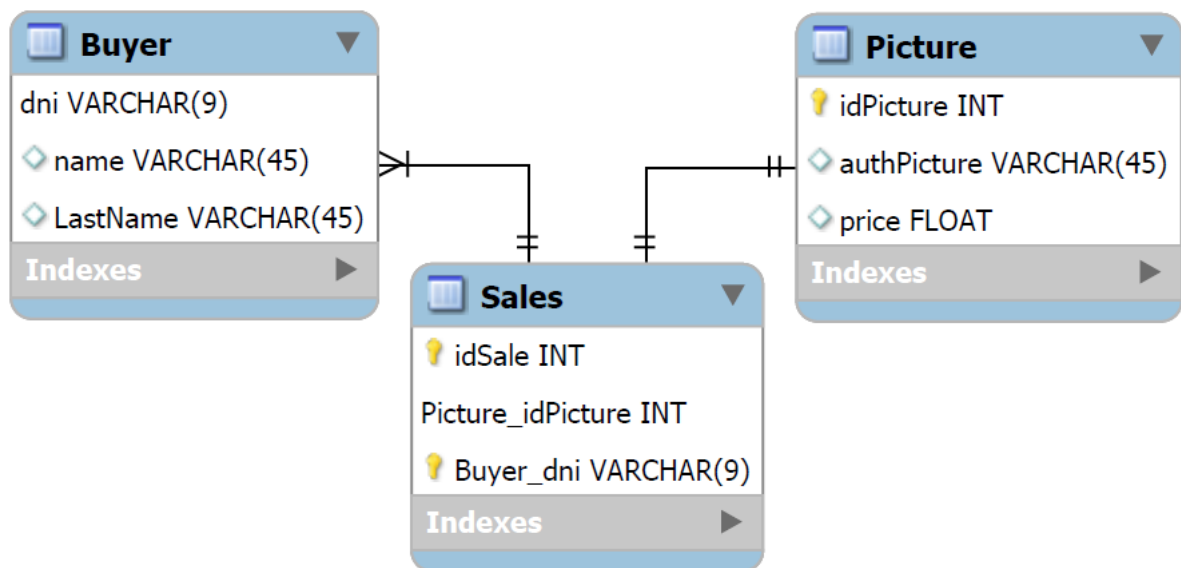 Buyer
dni VARCHAR(9)
name VARCHAR(45)
LastName VARCHAR(45)
Indexes
Picture
idPicture INT
authPicture VARCHAR(45)
price FLOAT
Indexes
Sales
idSale INT
Picture_idPicture INT
Buyer_dni VARCHAR(9)
Indexes